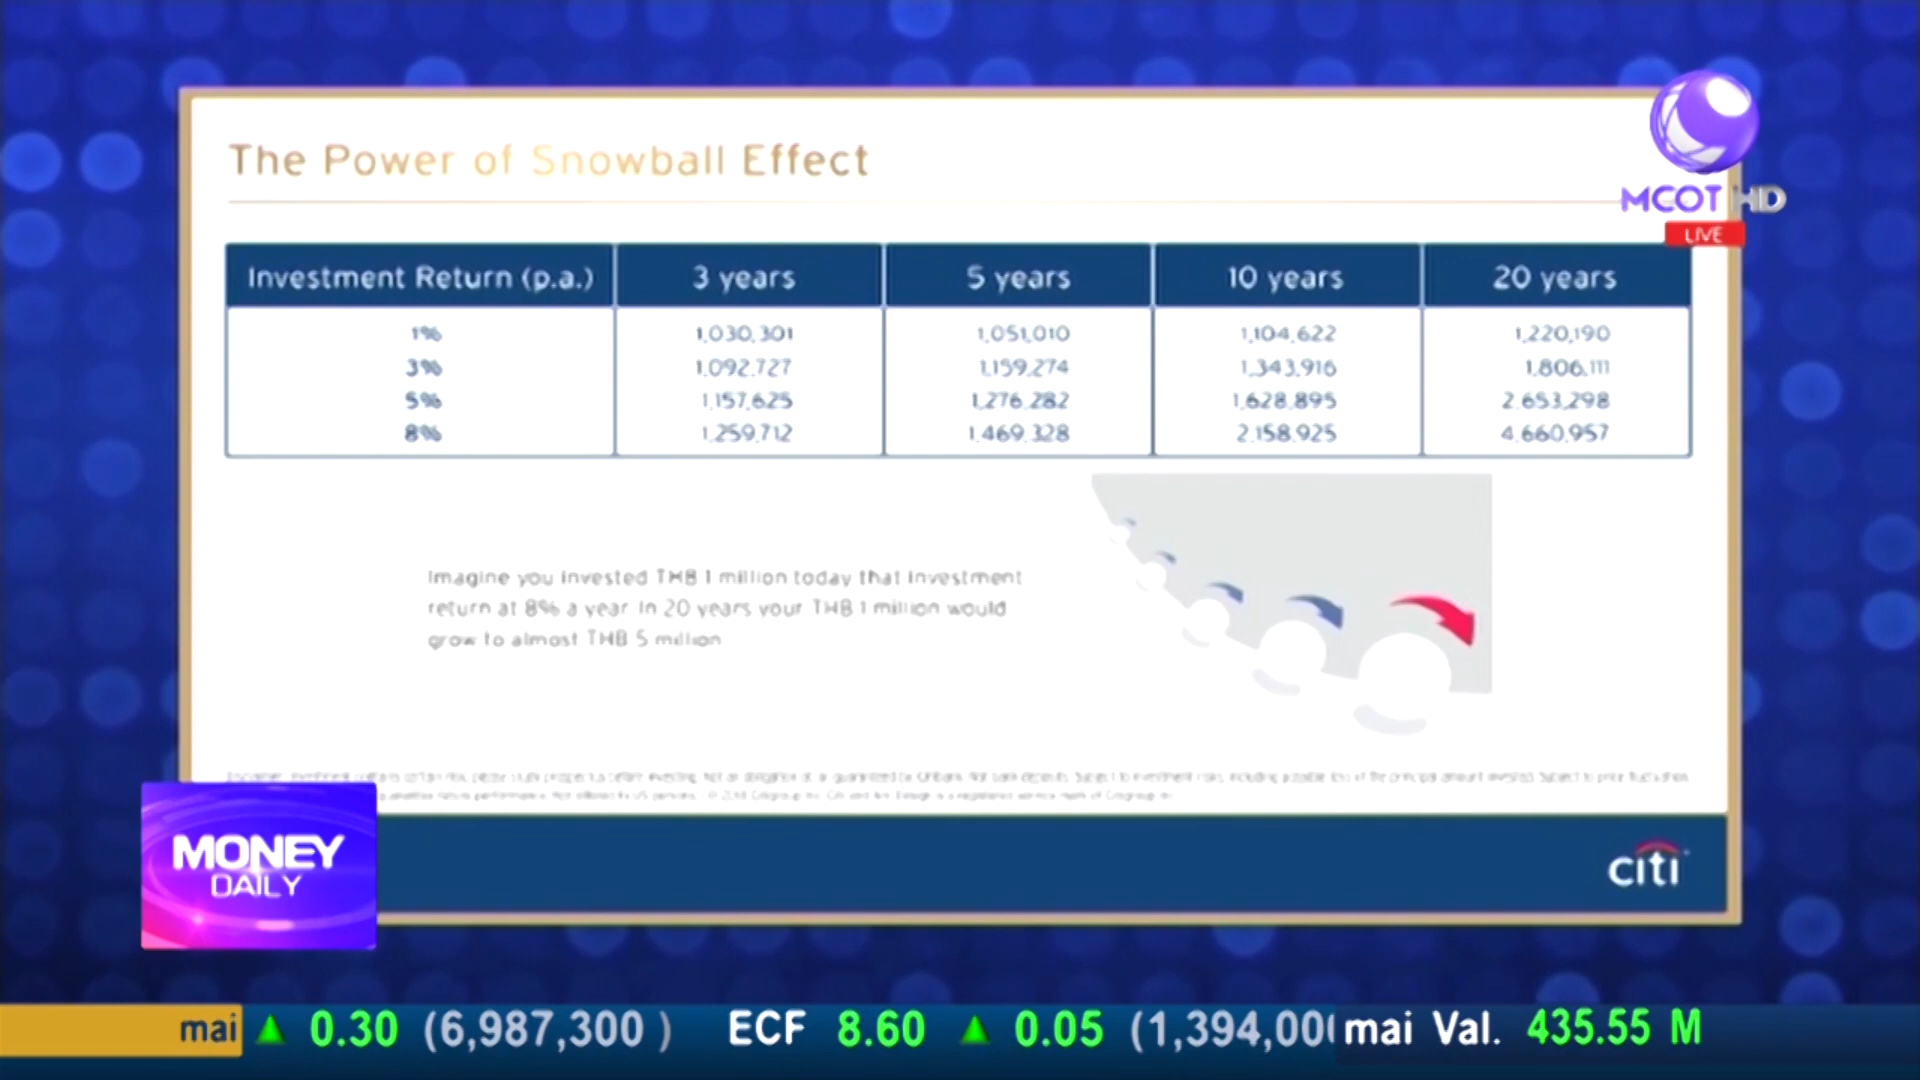 The Power of Snowball Effect
MCOT HD
LIVE
Investment Return (p.a.) 3 years 5 years 10 years 20 years
1% 1,030,301 1,051,010 1,104,622 1,220,190
3% 1,092,727 1,159,274 1,343,916 1,806,111
5% 1,157,625 1,276,282 1,628,895 2,653,298
8% 1,259,712 1,469,328 2,158,925 4,660,957
Imagine you invested THB 1 million today that investment
return at 8% a year. In 20 years your THB 1 million would
grow to almost THB 5 million
MONEY
DAILY
citi
mai ▲ 0.30 (6,987,300 ) ECF 8.60 ▲ 0.05 (1,394,00 mai Val. 435.55 M